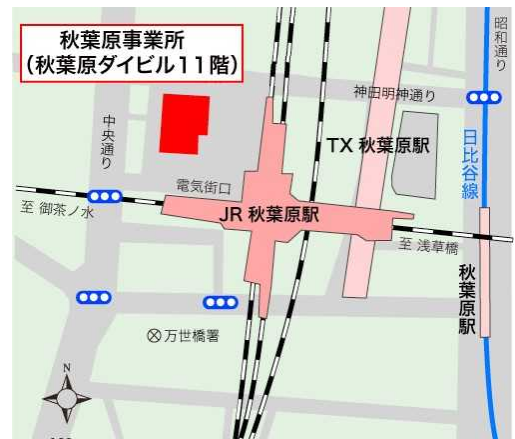 秋葉原事業所
(秋葉原ダイビル11階)
昭和通り
神田明神通り
中央通り
TX 秋葉原駅
日比谷線
電気街口
至 御茶ノ水
JR 秋葉原駅
至 浅草橋
秋葉原駅
万世橋署
N